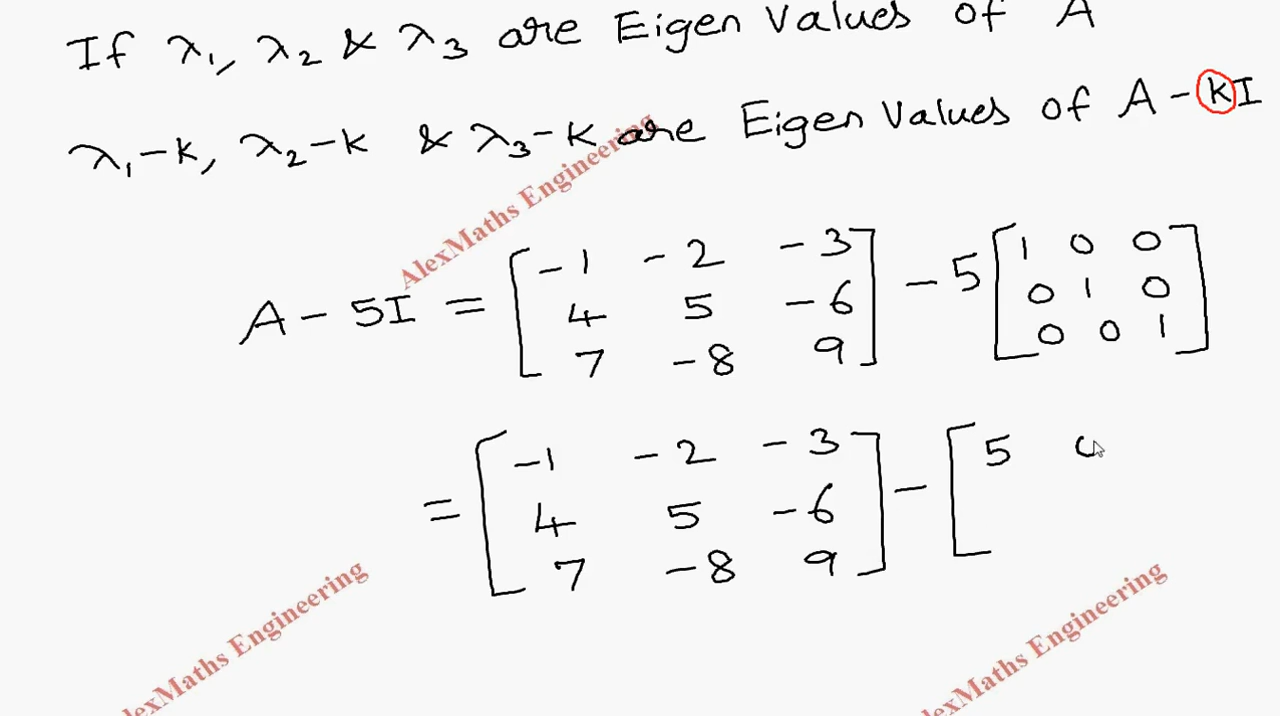 If λ₁, λ₂ & λ₃ are Eigen Values of A
λ₁-k, λ₂-k & λ₃-k are Eigen Values of A - kI
AlexMaths Engineering
A - 5I = [ -1 -2 -3 ] - 5 [ 1 0 0 ]
4 5 -6 0 1 0
7 -8 9 0 0 1
= [ -1 -2 -3 ] - [ 5
4 5 -6
7 -8 9
AlexMaths Engineering
AlexMaths Engineering